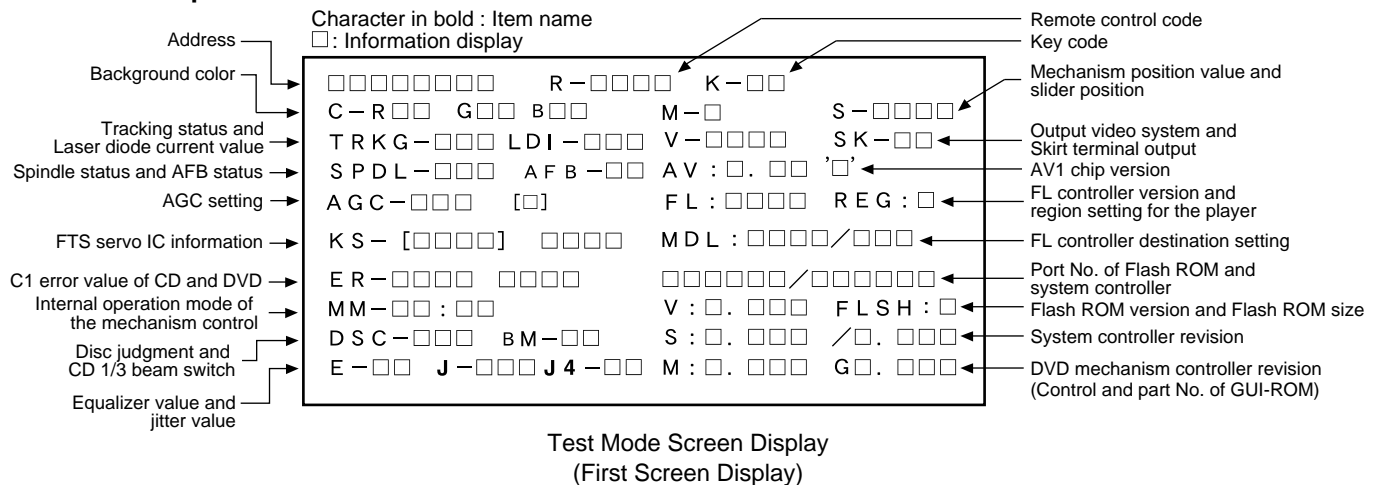 Character in bold : Item name
□ : Information display
Address
Background color
Tracking status and
Laser diode current value
Spindle status and AFB status
AGC setting
FTS servo IC information
C1 error value of CD and DVD
Internal operation mode of
the mechanism control
Disc judgment and
CD 1/3 beam switch
Equalizer value and
jitter value
□□□□□□□□ R–□□□□ K–□□
C–R□□ G□□ B□□ M–□ S–□□□□
TRKG–□□□ LDI–□□□ V–□□□□ SK–□□
SPDL–□□□ AFB–□□ AV:□.□□ '□'
AGC–□□□ [□] FL:□□□□ REG:□
KS–[□□□□] □□□□ MDL:□□□□/□□□
ER–□□□□ □□□□ □□□□□□/□□□□□□
MM–□□:□□ V:□.□□□ FLSH:□
DSC–□□□ BM–□□ S:□.□□□ /□.□□□
E–□□ J–□□□ J4–□□ M:□.□□□ G□.□□□
Remote control code
Key code
Mechanism position value and
slider position
Output video system and
Skirt terminal output
AV1 chip version
FL controller version and
region setting for the player
FL controller destination setting
Port No. of Flash ROM and
system controller
Flash ROM version and Flash ROM size
System controller revision
DVD mechanism controller revision
(Control and part No. of GUI-ROM)
Test Mode Screen Display
(First Screen Display)